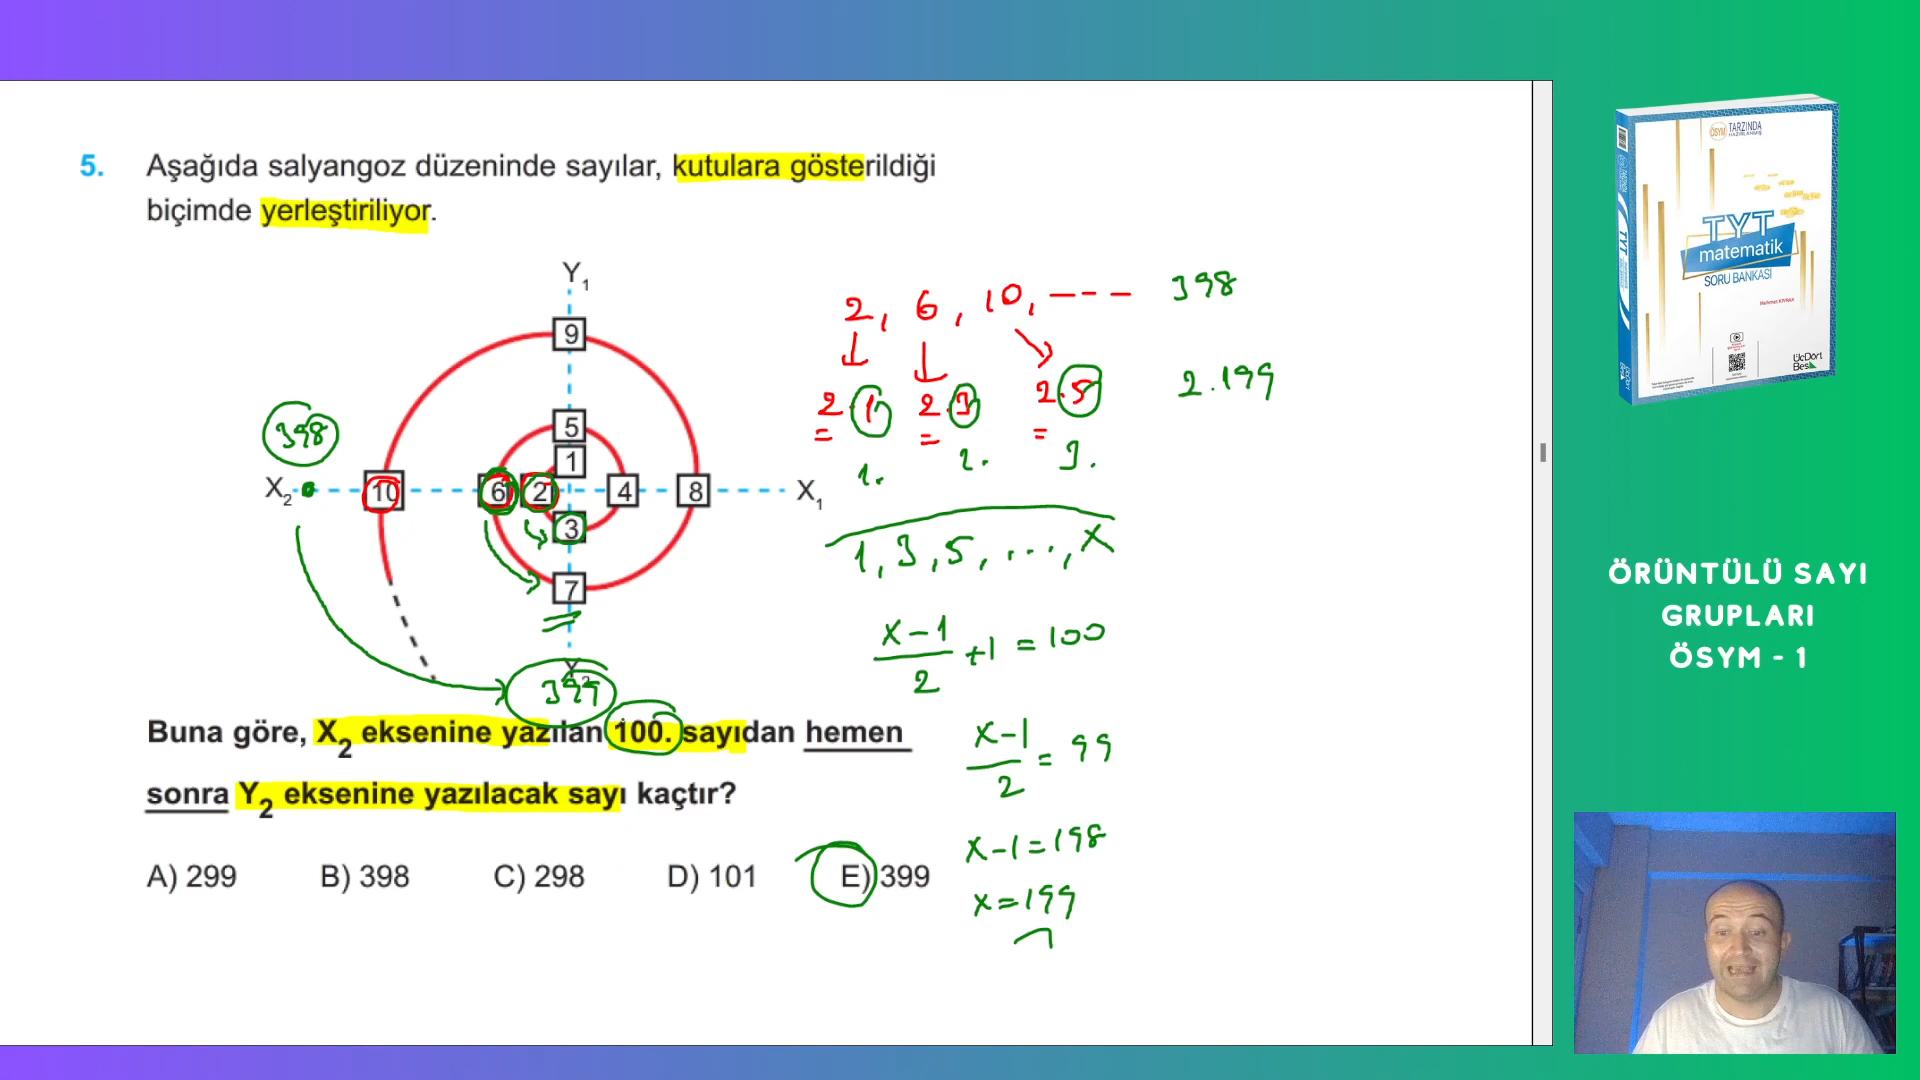 5. Aşağıda salyangoz düzeninde sayılar, kutulara gösterildiği
biçimde yerleştiriliyor.
Y1
9
5
1
398
X2
10
6
2
4
8
X1
3
7
399
Buna göre, X2 eksenine yazılan 100. sayıdan hemen
sonra Y2 eksenine yazılacak sayı kaçtır?
A) 299 B) 398 C) 298 D) 101 E) 399
2, 6, 10, --- 398
2.1 2.3 2.5 2.199
1. 2. 3.
1, 3, 5, ..., x
x-1/2 +1 = 100
x-1/2 = 99
x-1=198
x=199
ÖSYM TARZINDA
TYT
matematik
SORU BANKASI
ÜçDört
Beş
ÖRÜNTÜLÜ SAYI
GRUPLARI
ÖSYM - 1